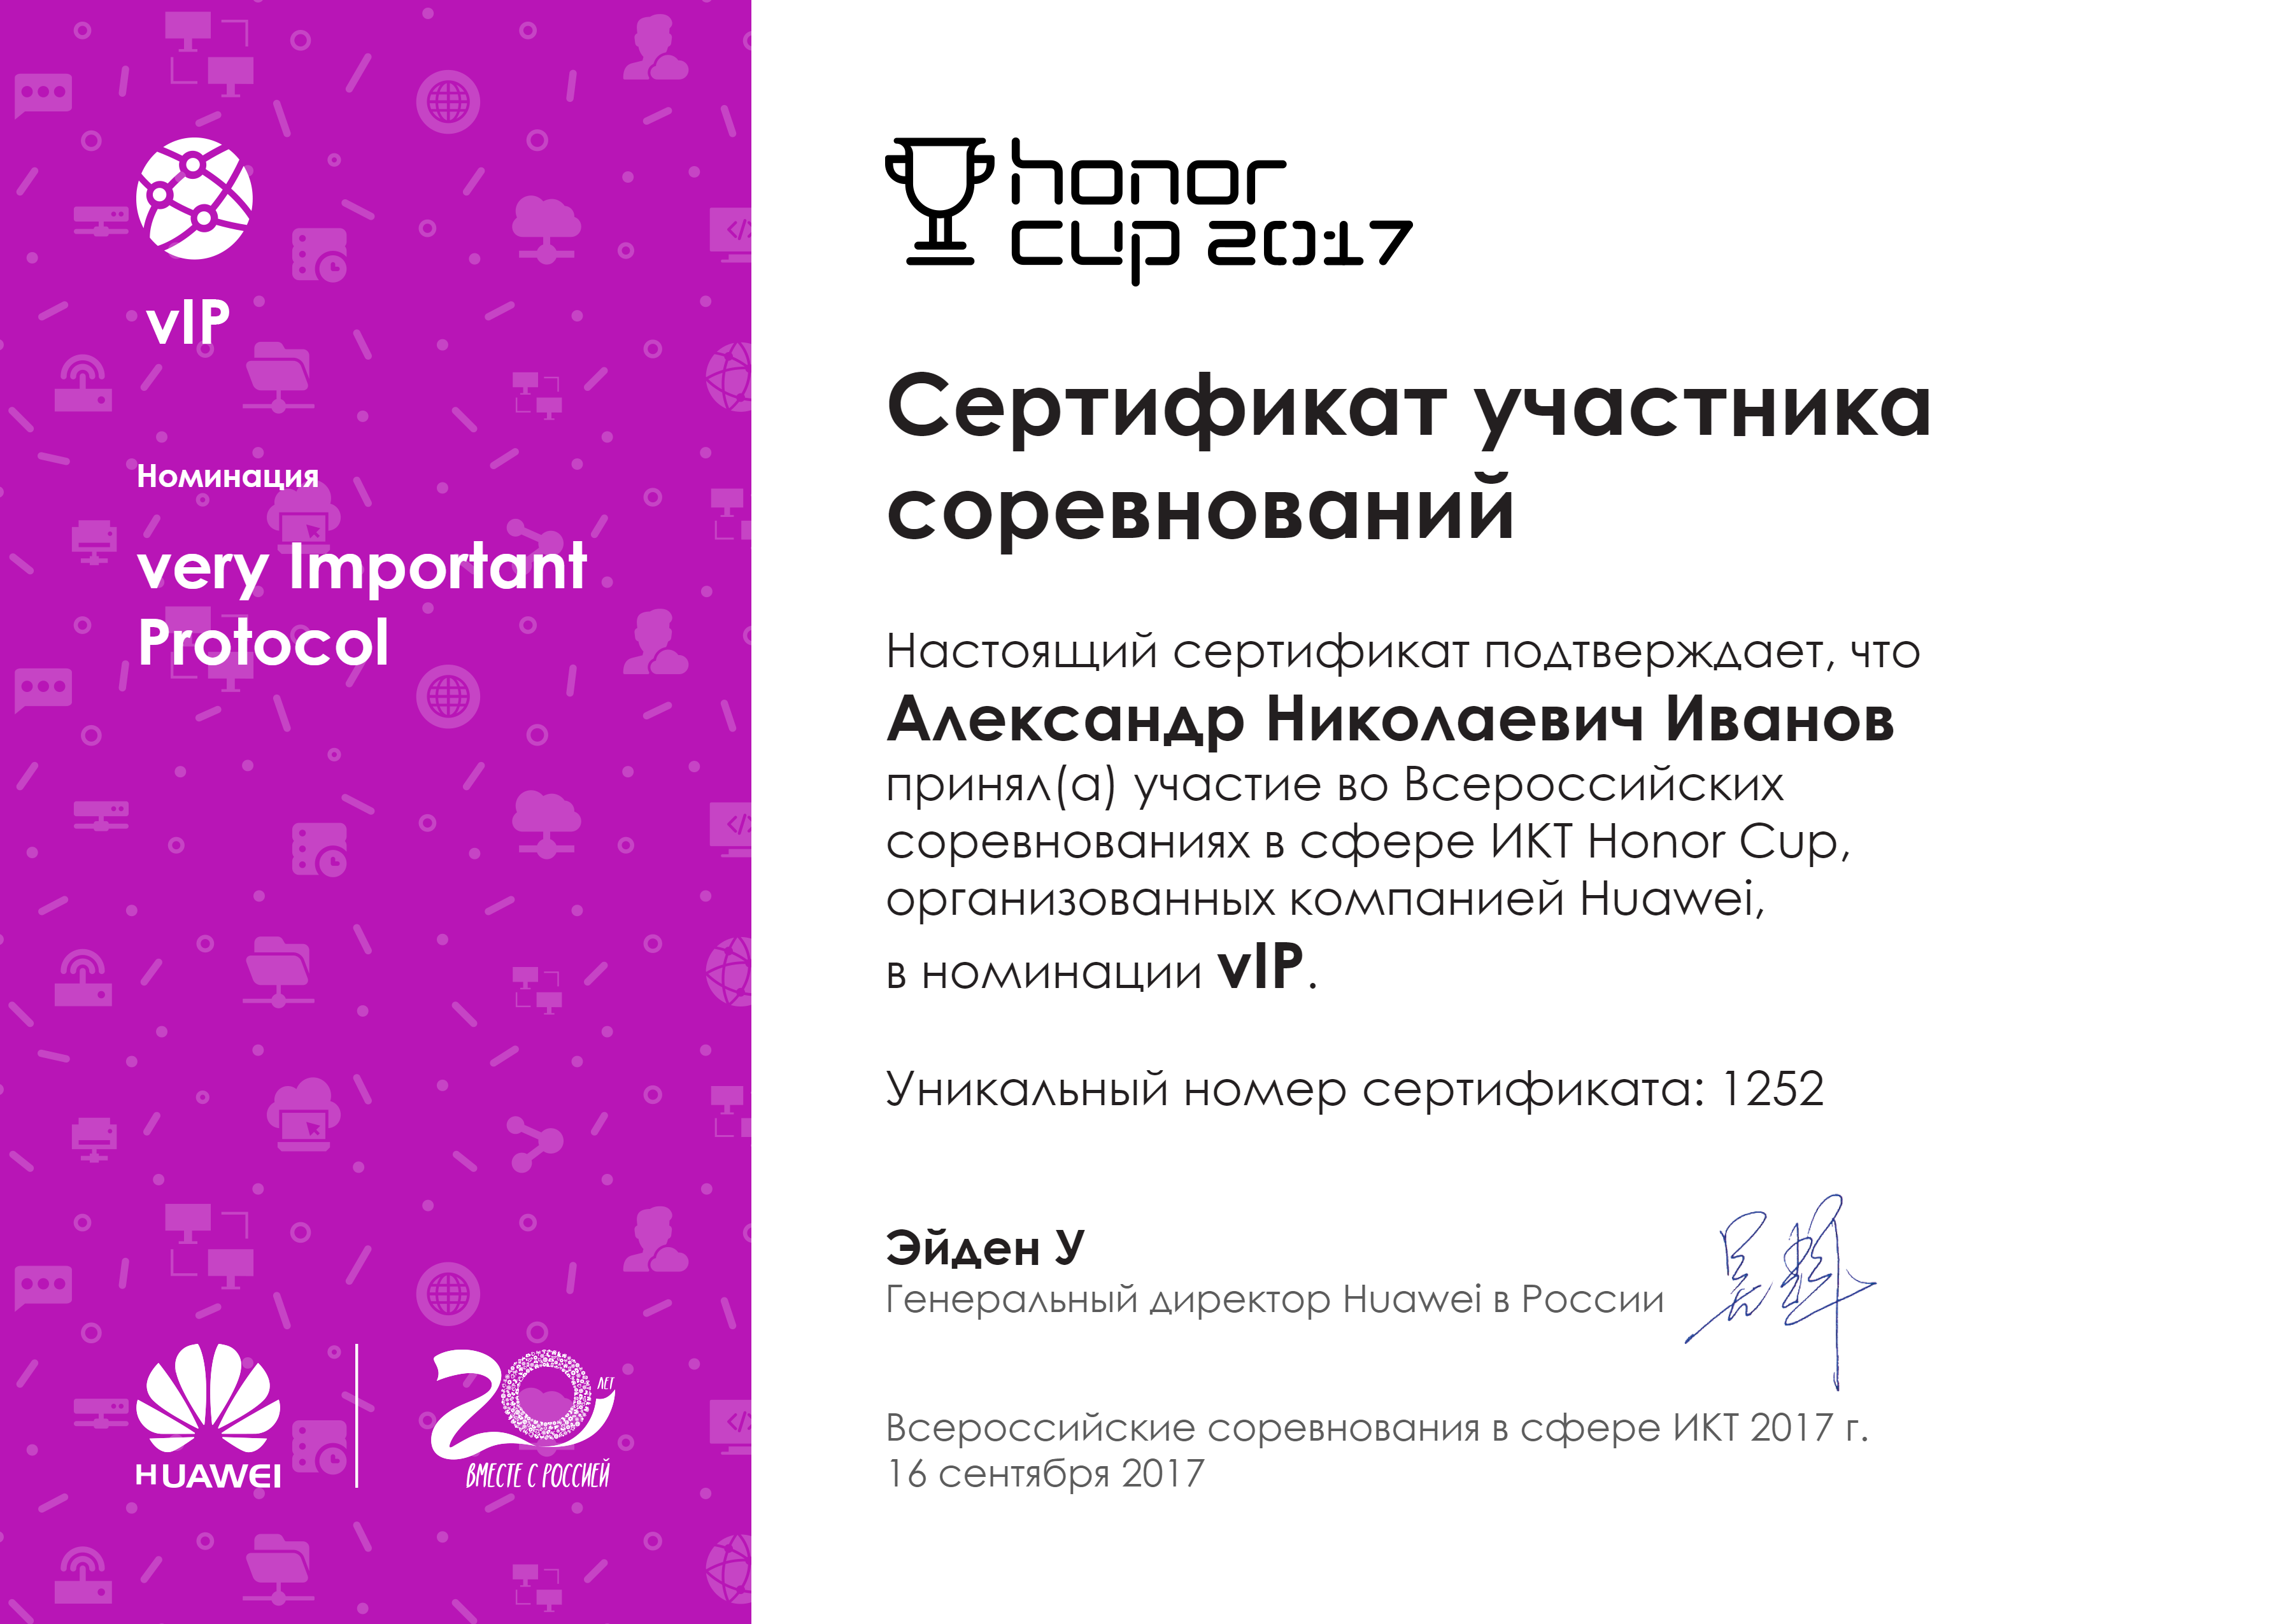 vIP
Номинация
very Important
Protocol
HUAWEI
20 ЛЕТ
ВМЕСТЕ С РОССИЕЙ
honor
cup 2017
Сертификат участника
соревнований
Настоящий сертификат подтверждает, что
Александр Николаевич Иванов
принял(а) участие во Всероссийских
соревнованиях в сфере ИКТ Honor Cup,
организованных компанией Huawei,
в номинации vIP.
Уникальный номер сертификата: 1252
Эйден У
Генеральный директор Huawei в России
Всероссийские соревнования в сфере ИКТ 2017 г.
16 сентября 2017